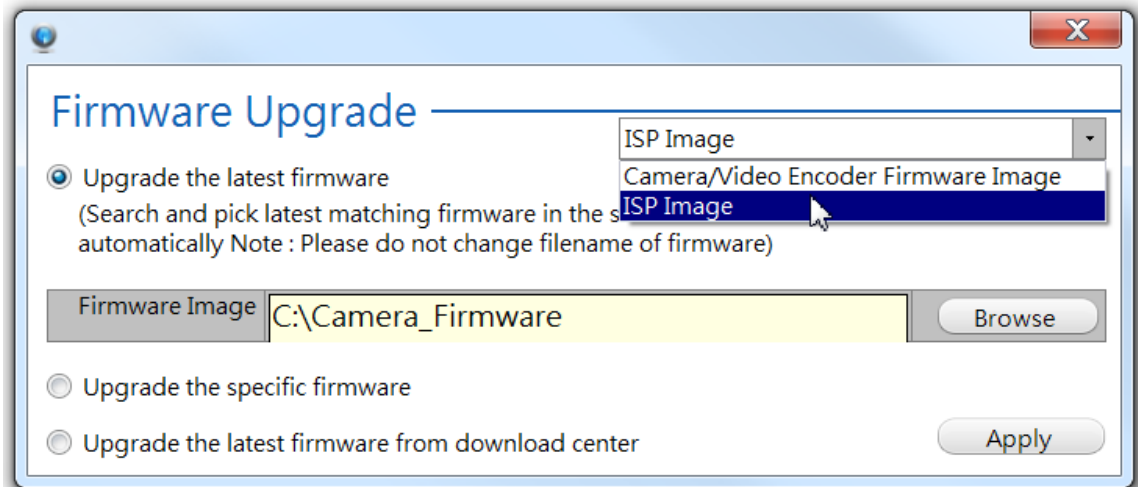 Firmware Upgrade
ISP Image
Camera/Video Encoder Firmware Image
ISP Image
Upgrade the latest firmware
(Search and pick latest matching firmware in the
automatically Note : Please do not change filename of firmware)
Firmware Image
C:\Camera_Firmware
Browse
Upgrade the specific firmware
Upgrade the latest firmware from download center
Apply